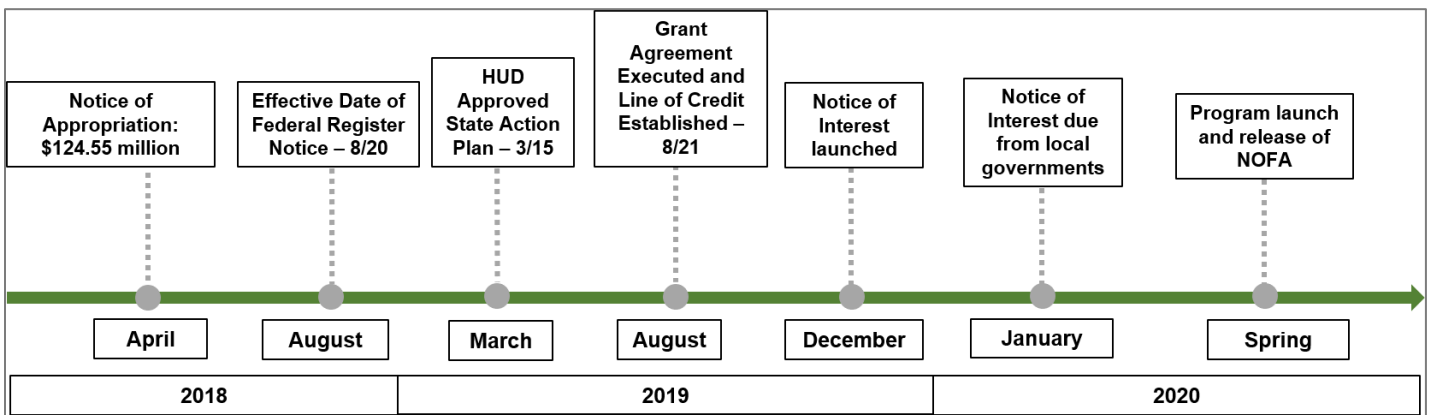 Notice of
Appropriation:
$124.55 million
Effective Date of
Federal Register
Notice – 8/20
HUD
Approved
State Action
Plan – 3/15
Grant
Agreement
Executed and
Line of Credit
Established –
8/21
Notice of
Interest
launched
Notice of
Interest due
from local
governments
Program launch
and release of
NOFA
April
August
March
August
December
January
Spring
2018
2019
2020